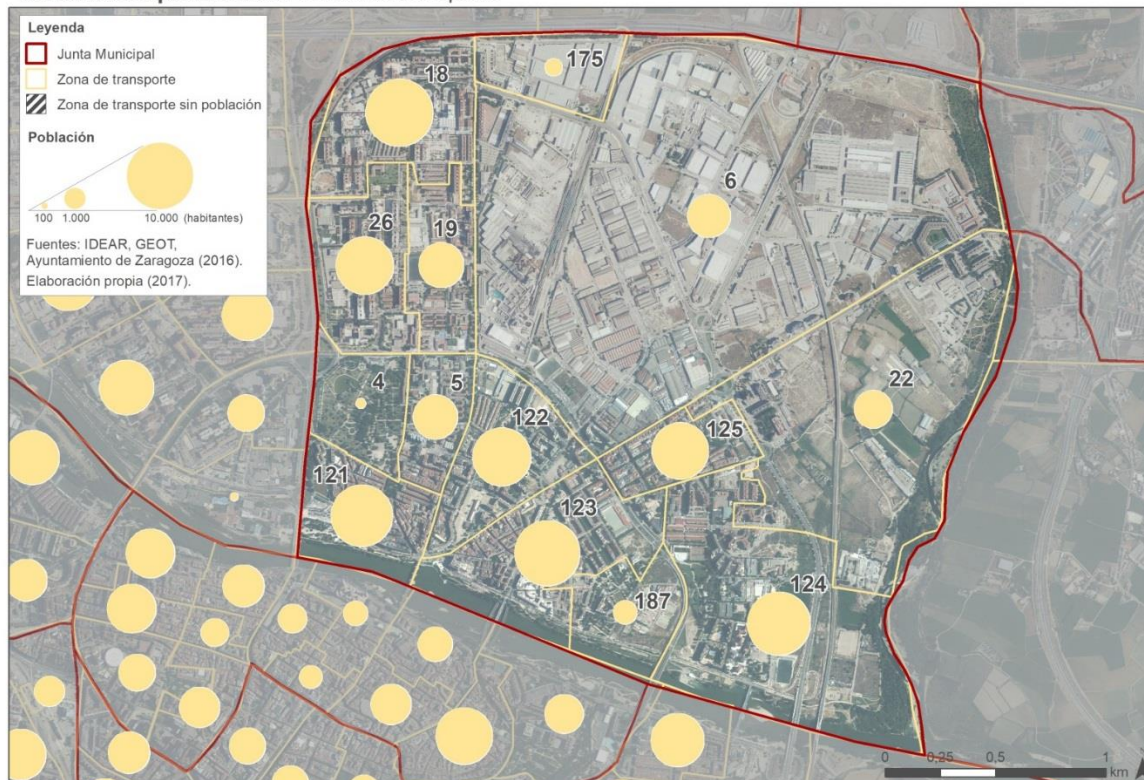 Leyenda
Junta Municipal
Zona de transporte
Zona de transporte sin población
Población
100 1.000 10.000 (habitantes)
Fuentes: IDEAR, GEOT,
Ayuntamiento de Zaragoza (2016).
Elaboración propia (2017).
175
18
6
26
19
4
5
22
122
125
121
123
187
124
0 0,25 0,5 1
km